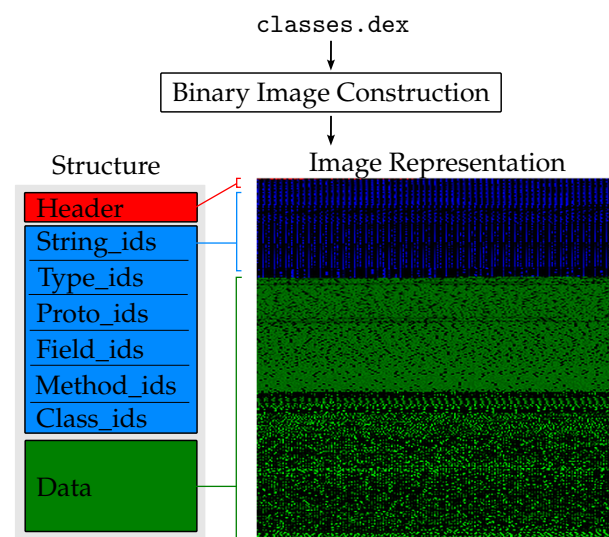 classes.dex
Binary Image Construction
Structure
Image Representation
Header
String_ids
Type_ids
Proto_ids
Field_ids
Method_ids
Class_ids
Data